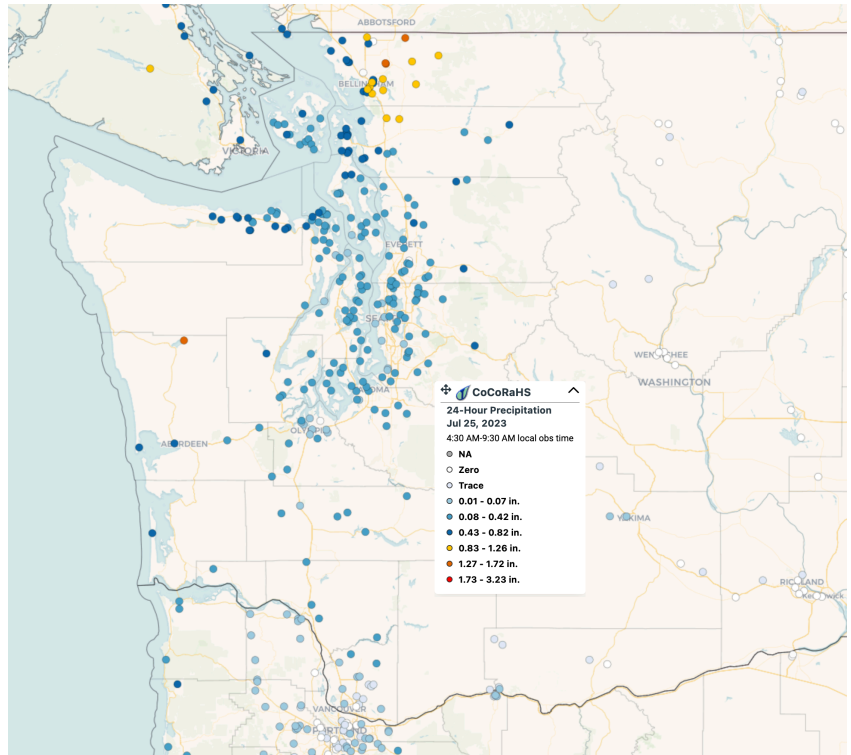 ABBOTSFORD
BELLINGHAM
VICTORIA
EVERETT
SEA
WENATCHEE
WASHINGTON
TACOMA
OLYMPIA
ABERDEEN
CoCoRaHS
24-Hour Precipitation
Jul 25, 2023
4:30 AM-9:30 AM local obs time
NA
Zero
Trace
0.01 - 0.07 in.
0.08 - 0.42 in.
0.43 - 0.82 in.
0.83 - 1.26 in.
1.27 - 1.72 in.
1.73 - 3.23 in.
YAKIMA
RICHLAND
Kennewick
VANCOUVER
PORTLAND